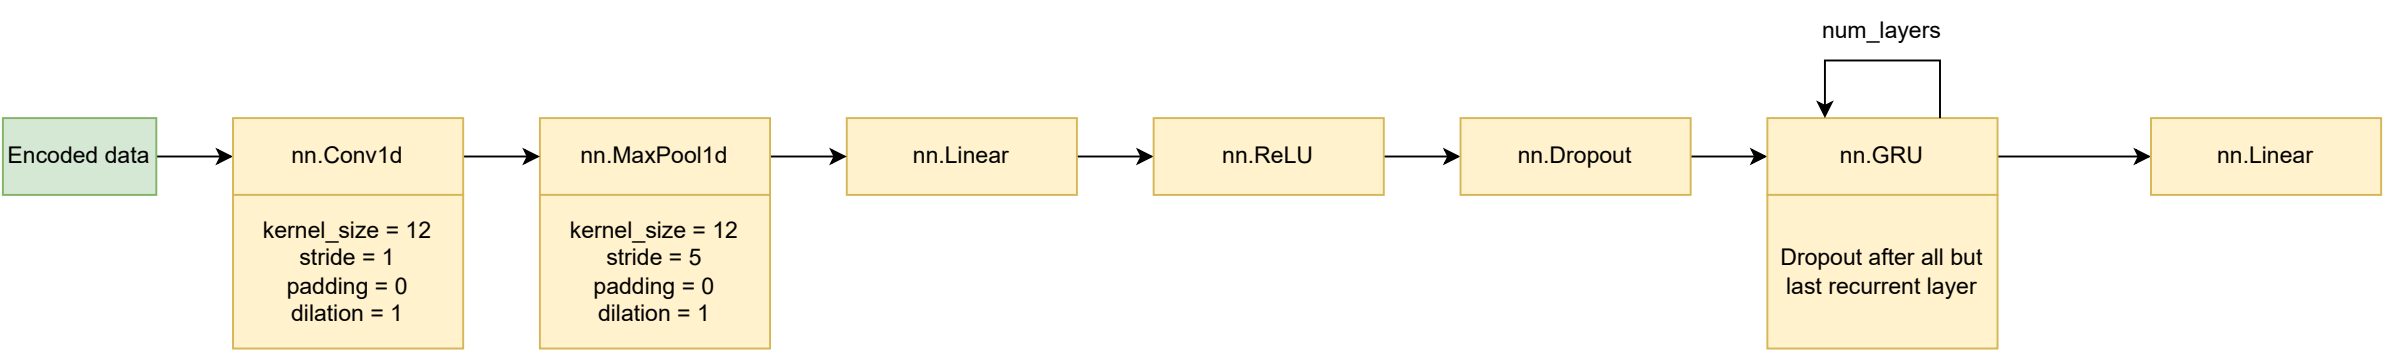 num_layers
Encoded data
nn.Conv1d
nn.MaxPool1d
nn.Linear
nn.ReLU
nn.Dropout
nn.GRU
nn.Linear
kernel_size = 12
stride = 1
padding = 0
dilation = 1
kernel_size = 12
stride = 5
padding = 0
dilation = 1
Dropout after all but
last recurrent layer